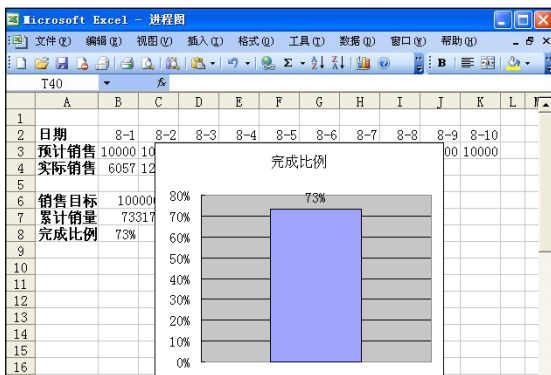 Microsoft Excel - 进程图
文件(F) 编辑(E) 视图(V) 插入(I) 格式(O) 工具(T) 数据(D) 窗口(W) 帮助(H)
T40 fx
A B C D E F G H I J K L
1
2 日期 8-1 8-2 8-3 8-4 8-5 8-6 8-7 8-8 8-9 8-10
3 预计销售 10000 10 00 10000
4 实际销售 6057 12
完成比例
5
6 销售目标 10000
7 累计销量 73317
8 完成比例 73%
9
10
11
12
13
14
15
16
73%
80%
70%
60%
50%
40%
30%
20%
10%
0%